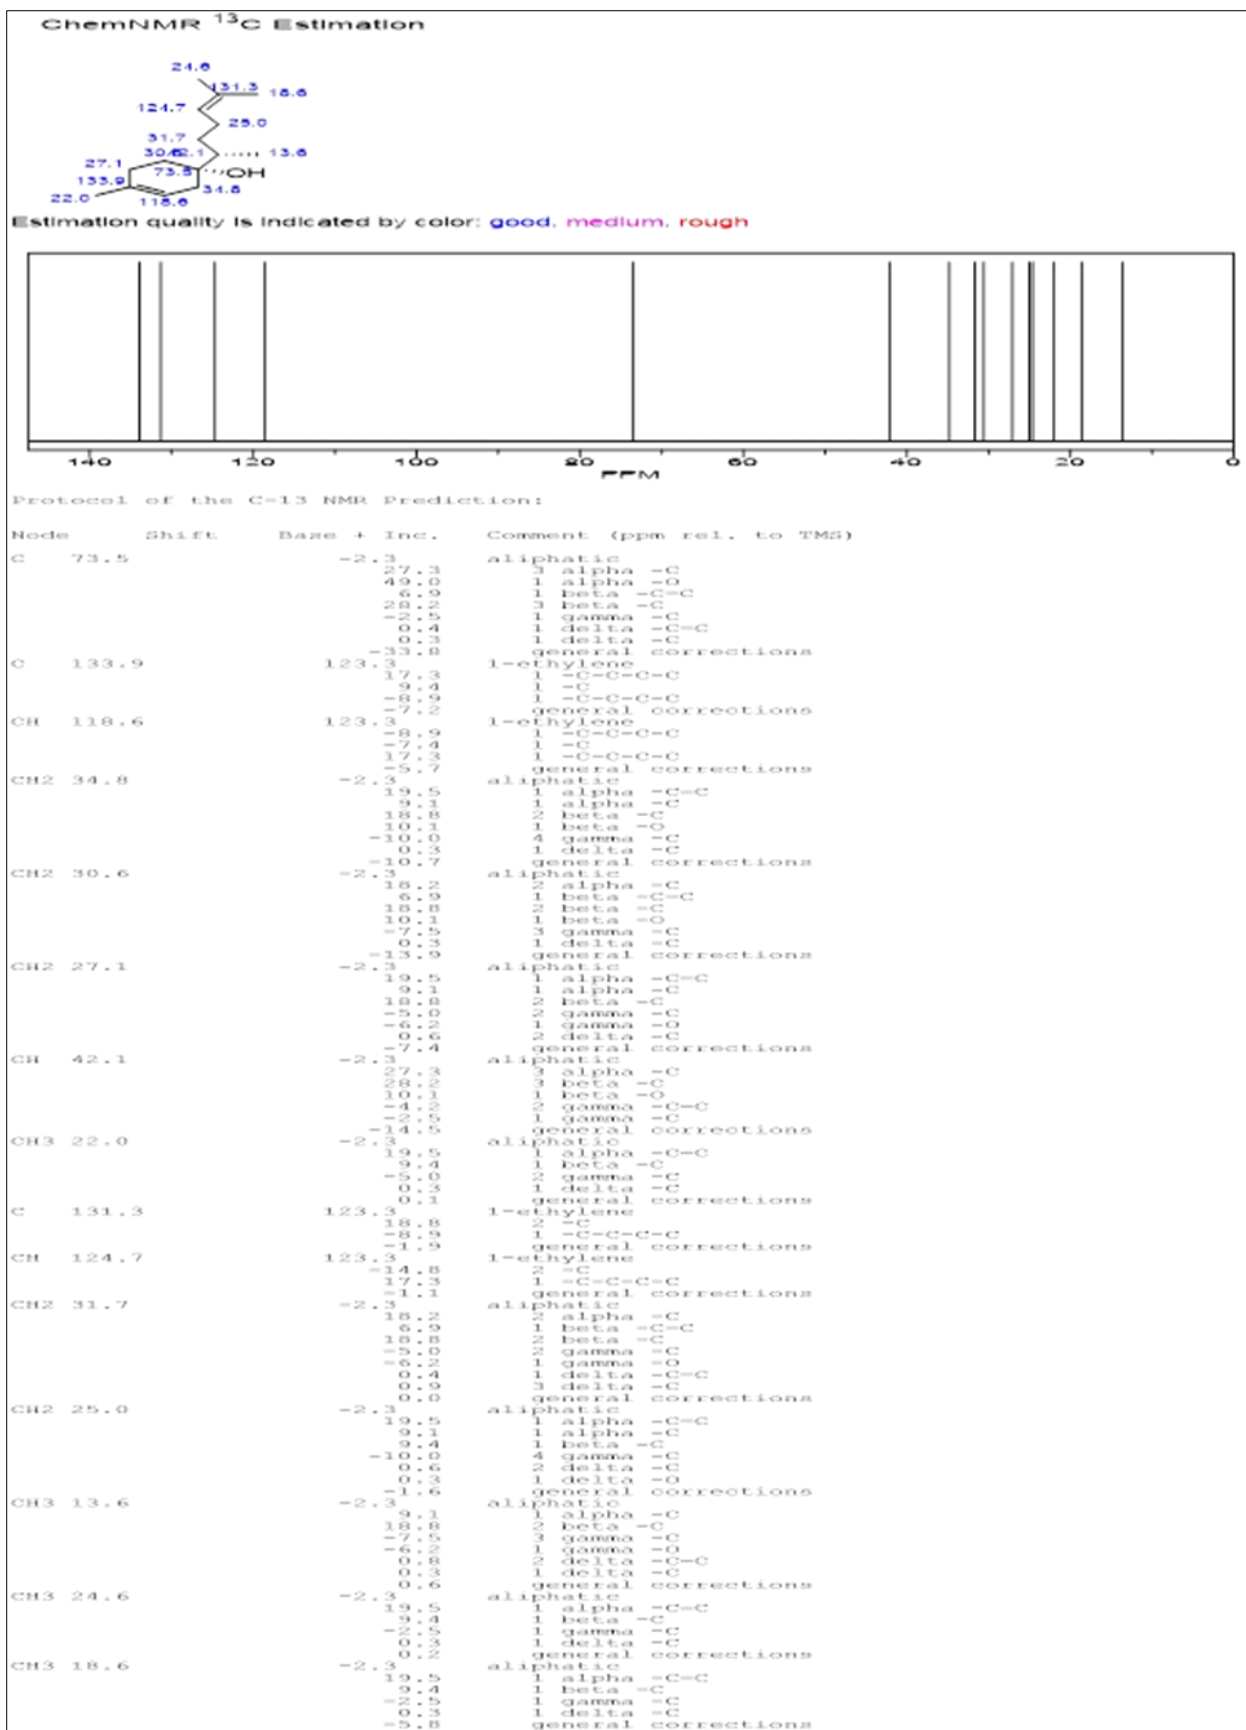 ChemNMR 13C Estimation
24.6
131.3 18.6
124.7
25.0
31.7
13.6
27.1
73.5 OH
133.9
34.8
22.0
118.6
Estimation quality is indicated by color: good, medium, rough
140 120 100 80 60 40 20 0
PPM
Protocol of the C-13 NMR Prediction:
Node Shift Base + Inc. Comment (ppm rel. to TMS)
C 73.5 -2.3 aliphatic
27.3 3 alpha -C
49.0 1 alpha -O
6.9 1 beta -C=C
28.2 3 beta -C
-2.5 1 gamma -C
0.4 1 delta -C=C
0.3 1 delta -C
-33.8 general corrections
C 133.9 123.3 1-ethylene
17.3 1 -C-C-C-C
9.4 1 -C
-8.9 1 -C-C-C-C
-7.2 general corrections
CH 118.6 123.3 1-ethylene
-8.9 1 -C-C-C-C
-7.4 1 -C
17.3 1 -C-C-C-C
-5.7 general corrections
CH2 34.8 -2.3 aliphatic
19.5 1 alpha -C=C
9.1 1 alpha -C
18.8 2 beta -C
10.1 1 beta -O
-10.0 4 gamma -C
0.3 1 delta -C
-10.7 general corrections
CH2 30.6 -2.3 aliphatic
18.2 2 alpha -C
6.9 1 beta -C=C
18.8 2 beta -C
10.1 1 beta -O
-7.5 3 gamma -C
0.3 1 delta -C
-13.9 general corrections
CH2 27.1 -2.3 aliphatic
19.5 1 alpha -C=C
9.1 1 alpha -C
18.8 2 beta -C
-5.0 2 gamma -C
-6.2 1 gamma -O
0.6 2 delta -C
-7.4 general corrections
CH 42.1 -2.3 aliphatic
27.3 3 alpha -C
28.2 3 beta -C
10.1 1 beta -O
-4.2 2 gamma -C=C
-2.5 1 gamma -C
-14.5 general corrections
CH3 22.0 -2.3 aliphatic
19.5 1 alpha -C=C
9.4 1 beta -C
-5.0 2 gamma -C
0.3 1 delta -C
0.1 general corrections
C 131.3 123.3 1-ethylene
18.8 2 -C
-8.9 1 -C-C-C-C
-1.9 general corrections
CH 124.7 123.3 1-ethylene
-14.8 2 -C
17.3 1 -C-C-C-C
-1.1 general corrections
CH2 31.7 -2.3 aliphatic
18.2 2 alpha -C
6.9 1 beta -C=C
18.8 2 beta -C
-5.0 2 gamma -C
-6.2 1 gamma -O
0.4 1 delta -C=C
0.9 3 delta -C
0.0 general corrections
CH2 25.0 -2.3 aliphatic
19.5 1 alpha -C=C
9.1 1 alpha -C
9.4 1 beta -C
-10.0 4 gamma -C
0.6 2 delta -C
0.3 1 delta -O
-1.6 general corrections
CH3 13.6 -2.3 aliphatic
9.1 1 alpha -C
18.8 2 beta -C
-7.5 3 gamma -C
-6.2 1 gamma -O
0.8 2 delta -C=C
0.3 1 delta -C
0.6 general corrections
CH3 24.6 -2.3 aliphatic
19.5 1 alpha -C=C
9.4 1 beta -C
-2.5 1 gamma -C
0.3 1 delta -C
0.2 general corrections
CH3 18.6 -2.3 aliphatic
19.5 1 alpha -C=C
9.4 1 beta -C
-2.5 1 gamma -C
0.3 1 delta -C
-5.8 general corrections